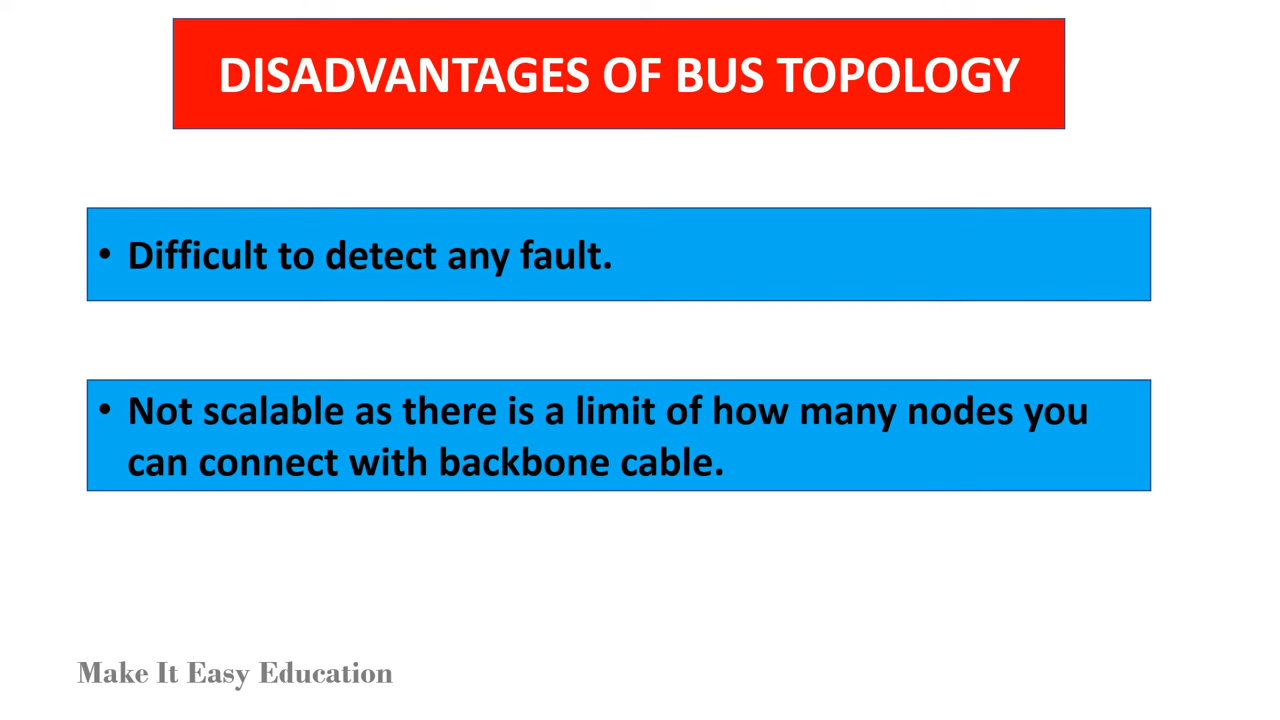 DISADVANTAGES OF BUS TOPOLOGY
• Difficult to detect any fault.
• Not scalable as there is a limit of how many nodes you
can connect with backbone cable.
Make It Easy Education